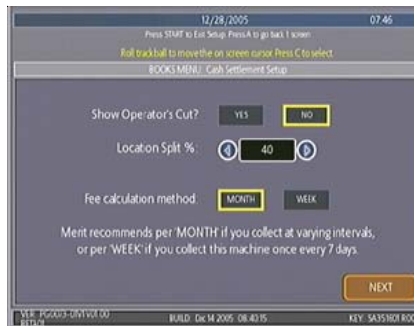 12/28/2005 07:46
Press START to Exit Setup. Press A to go back 1 screen
Roll trackball to move the on screen cursor. Press C to select.
BOOKS MENU: Cash Settlement Setup
Show Operator's Cut? YES NO
Location Split %: 40
Fee calculation method: MONTH WEEK
Merit recommends per 'MONTH' if you collect at varying intervals,
or per 'WEEK' if you collect this machine once every 7 days.
NEXT
BUILD: Dec 14 2005 08:43:15